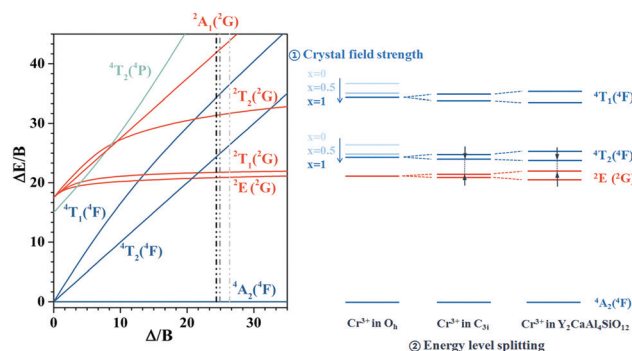 ²A₁(²G)
⁴T₂(⁴P)
²T₂(²G)
²T₁(²G)
²E(²G)
⁴T₁(⁴F)
⁴T₂(⁴F)
⁴A₂(⁴F)
40
30
20
10
0
ΔE/B
0 10 20 30
Δ/B
① Crystal field strength
x=0
x=0.5
x=1
⁴T₁(⁴F)
x=0
x=0.5
x=1
⁴T₂(⁴F)
²E (²G)
⁴A₂(⁴F)
Cr³⁺ in Oₕ Cr³⁺ in C₃ᵢ Cr³⁺ in Y₂CaAl₄SiO₁₂
② Energy level splitting